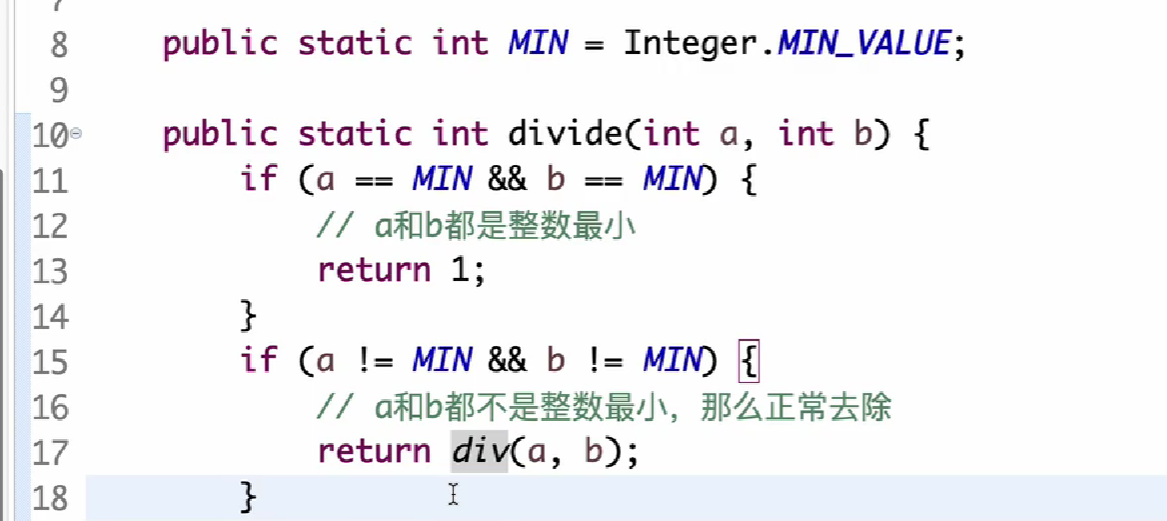 8 public static int MIN = Integer.MIN_VALUE;
9
10 public static int divide(int a, int b) {
11 if (a == MIN && b == MIN) {
12 // a和b都是整数最小
13 return 1;
14 }
15 if (a != MIN && b != MIN) {
16 // a和b都不是整数最小，那么正常去除
17 return div(a, b);
18 }